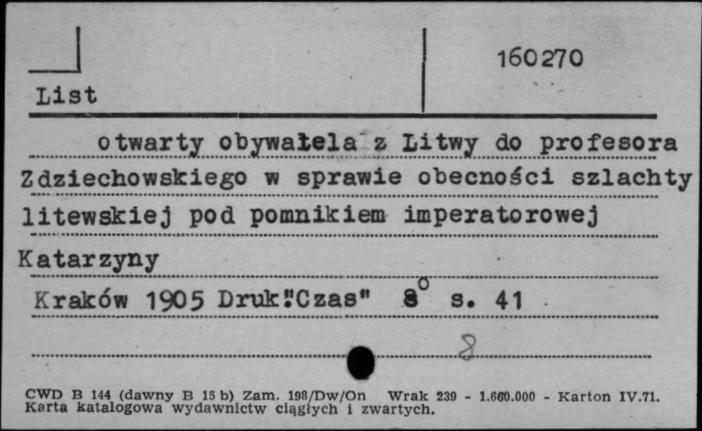 160270
List
otwarty obywatela z Litwy do profesora
Zdziechowskiego w sprawie obecności szlachty
litewskiej pod pomnikiem imperatorowej
Katarzyny
Kraków 1905 Druk."Czas" 8° s. 41
8
CWD B 144 (dawny B 15 b) Zam. 198/Dw/On Wrak 239 - 1.660.000 - Karton IV.71.
Karta katalogowa wydawnictw ciągłych i zwartych.